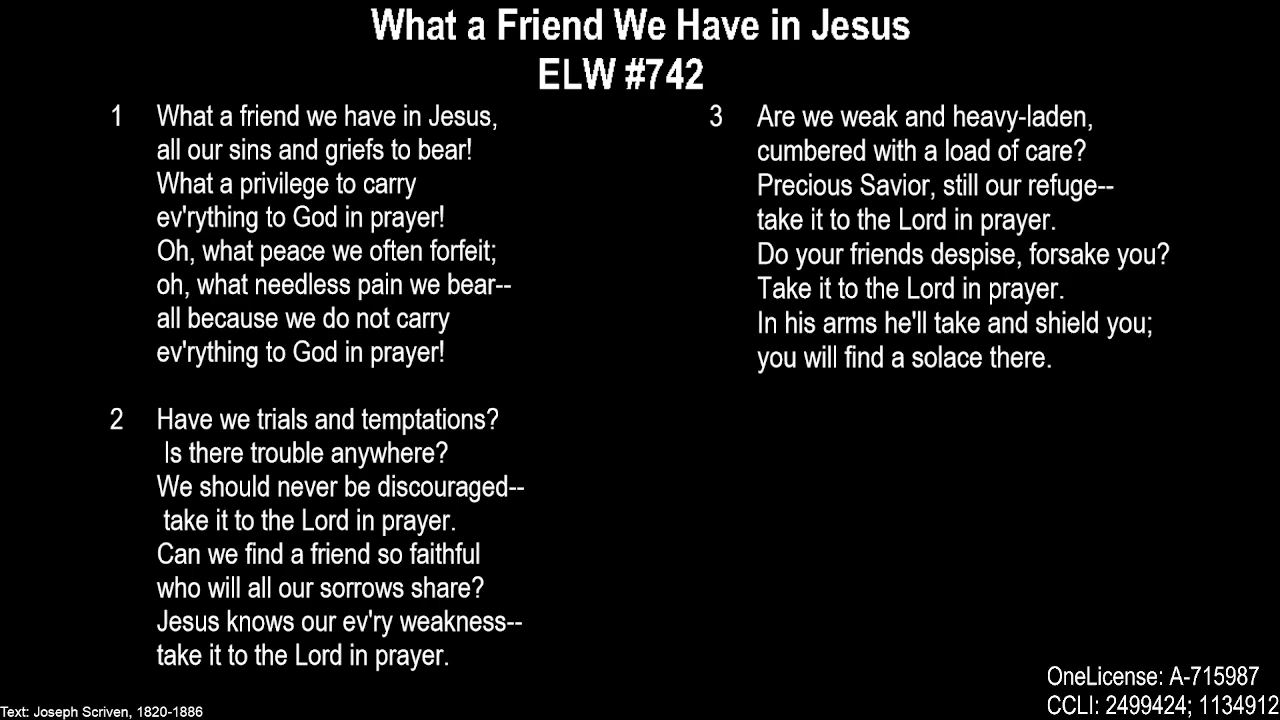 What a Friend We Have in Jesus
ELW #742
1 What a friend we have in Jesus,
all our sins and griefs to bear!
What a privilege to carry
ev'rything to God in prayer!
Oh, what peace we often forfeit;
oh, what needless pain we bear--
all because we do not carry
ev'rything to God in prayer!
2 Have we trials and temptations?
Is there trouble anywhere?
We should never be discouraged--
take it to the Lord in prayer.
Can we find a friend so faithful
who will all our sorrows share?
Jesus knows our ev'ry weakness--
take it to the Lord in prayer.
3 Are we weak and heavy-laden,
cumbered with a load of care?
Precious Savior, still our refuge--
take it to the Lord in prayer.
Do your friends despise, forsake you?
Take it to the Lord in prayer.
In his arms he'll take and shield you;
you will find a solace there.
Text: Joseph Scriven, 1820-1886
OneLicense: A-715987
CCLI: 2499424; 1134912